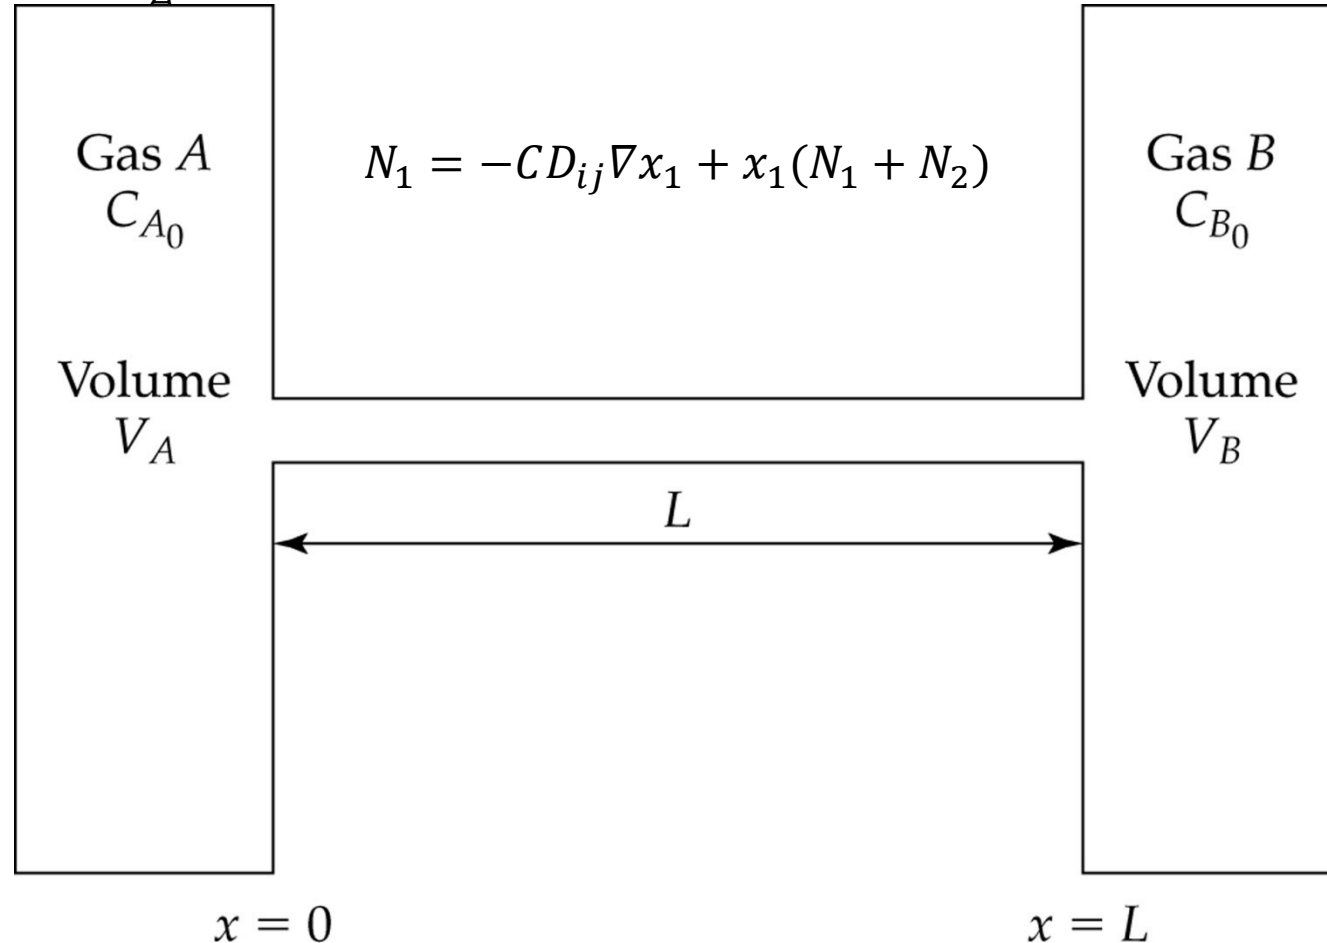 Gas A
C_{A_0}
N_1 = −CD_{ij}∇x_1 + x_1(N_1 + N_2)
Gas B
C_{B_0}
Volume
V_A
Volume
V_B
L
x = 0
x = L